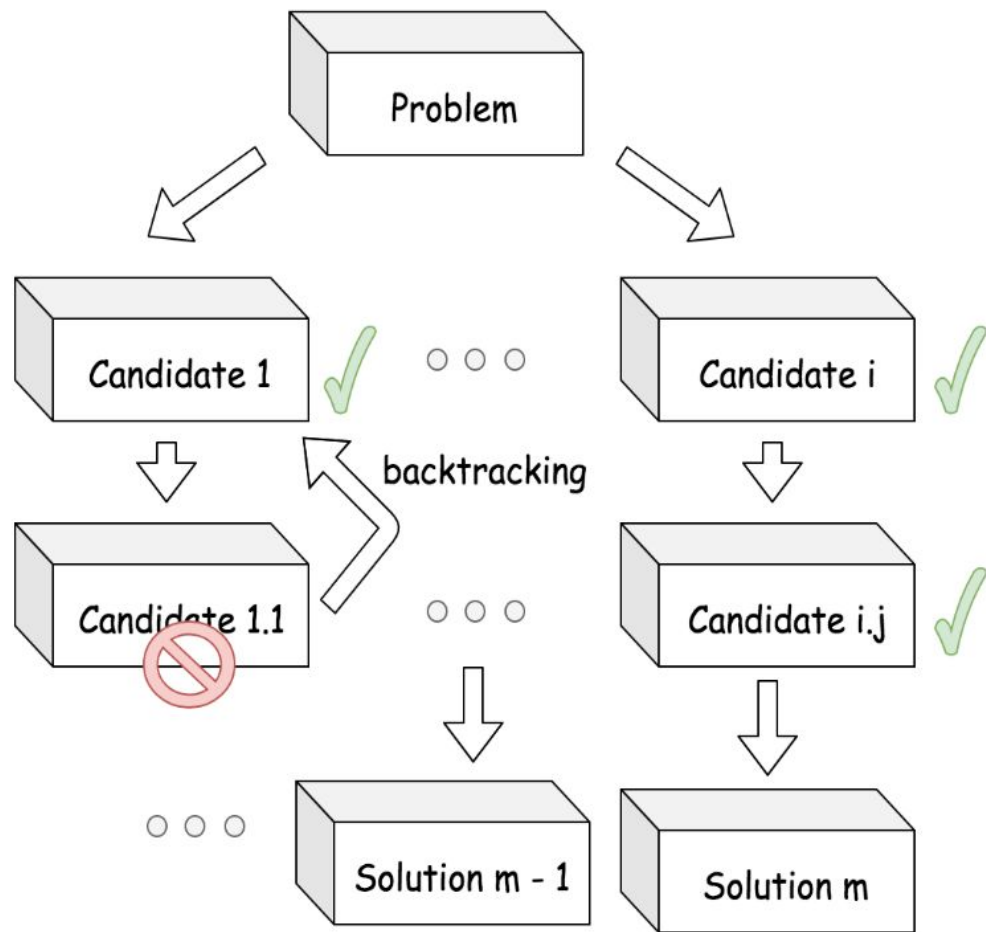 Problem
Candidate 1
Candidate i
backtracking
Candidate 1.1
Candidate i.j
Solution m - 1
Solution m